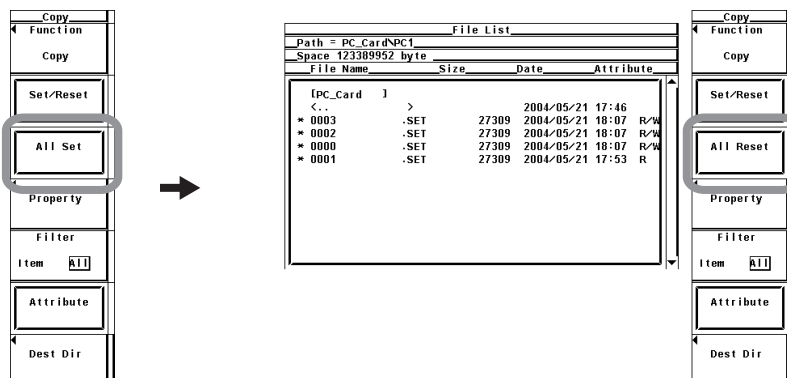 Copy
Function
Copy
Set/Reset
All Set
Property
Filter
Item All
Attribute
Dest Dir
File List
Path = PC_Card\PC1
Space 123389952 byte
File Name Size Date Attribute
[PC_Card ]
<.. > 2004/05/21 17:46
* 0003 .SET 27309 2004/05/21 18:07 R/W
* 0002 .SET 27309 2004/05/21 18:07 R/W
* 0000 .SET 27309 2004/05/21 18:07 R/W
* 0001 .SET 27309 2004/05/21 17:53 R
Copy
Function
Copy
Set/Reset
All Reset
Property
Filter
Item All
Attribute
Dest Dir